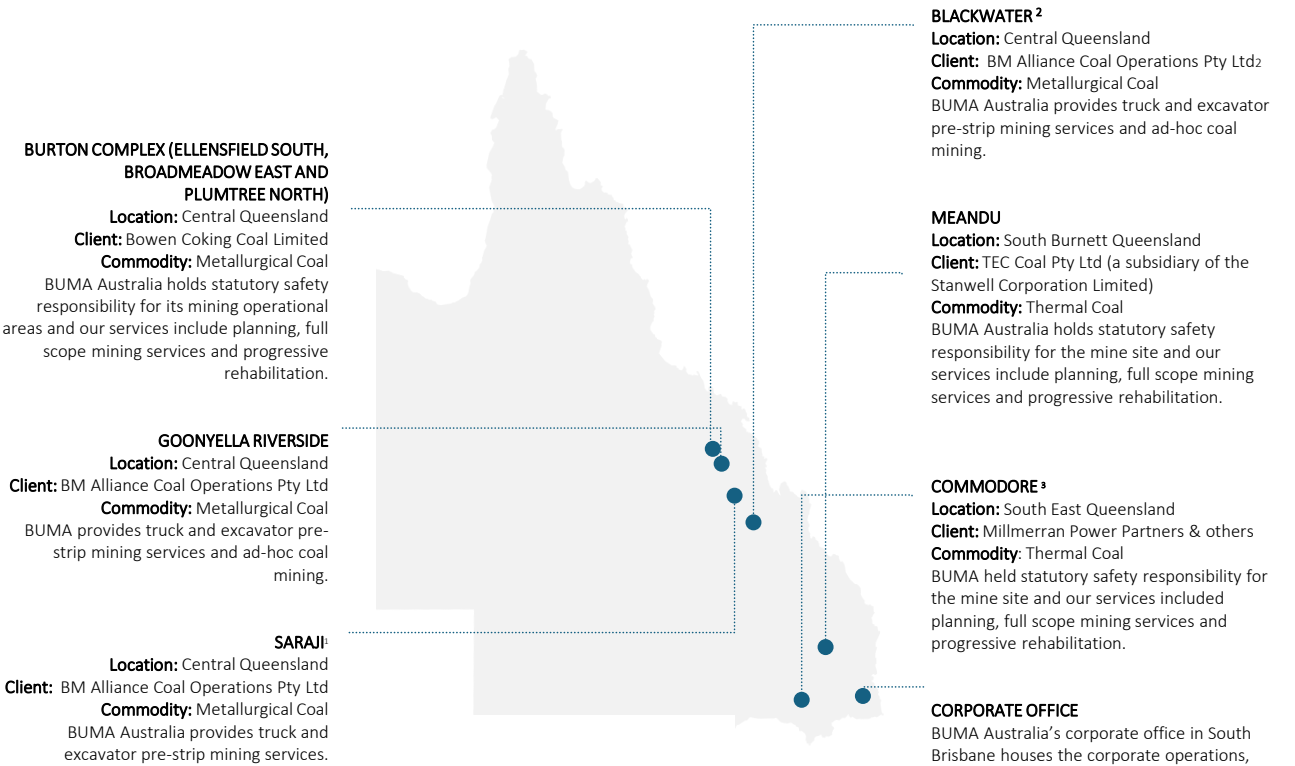 BURTON COMPLEX (ELLENSFIELD SOUTH,
BROADMEADOW EAST AND
PLUMTREE NORTH)
Location: Central Queensland
Client: Bowen Coking Coal Limited
Commodity: Metallurgical Coal
BUMA Australia holds statutory safety
responsibility for its mining operational
areas and our services include planning, full
scope mining services and progressive
rehabilitation.
GOONYELLA RIVERSIDE
Location: Central Queensland
Client: BM Alliance Coal Operations Pty Ltd
Commodity: Metallurgical Coal
BUMA provides truck and excavator pre-
strip mining services and ad-hoc coal
mining.
SARAJI¹
Location: Central Queensland
Client: BM Alliance Coal Operations Pty Ltd
Commodity: Metallurgical Coal
BUMA Australia provides truck and
excavator pre-strip mining services.
BLACKWATER ²
Location: Central Queensland
Client: BM Alliance Coal Operations Pty Ltd2
Commodity: Metallurgical Coal
BUMA Australia provides truck and excavator
pre-strip mining services and ad-hoc coal
mining.
MEANDU
Location: South Burnett Queensland
Client: TEC Coal Pty Ltd (a subsidiary of the
Stanwell Corporation Limited)
Commodity: Thermal Coal
BUMA Australia holds statutory safety
responsibility for the mine site and our
services include planning, full scope mining
services and progressive rehabilitation.
COMMODORE ³
Location: South East Queensland
Client: Millmerran Power Partners & others
Commodity: Thermal Coal
BUMA held statutory safety responsibility for
the mine site and our services included
planning, full scope mining services and
progressive rehabilitation.
CORPORATE OFFICE
BUMA Australia’s corporate office in South
Brisbane houses the corporate operations,